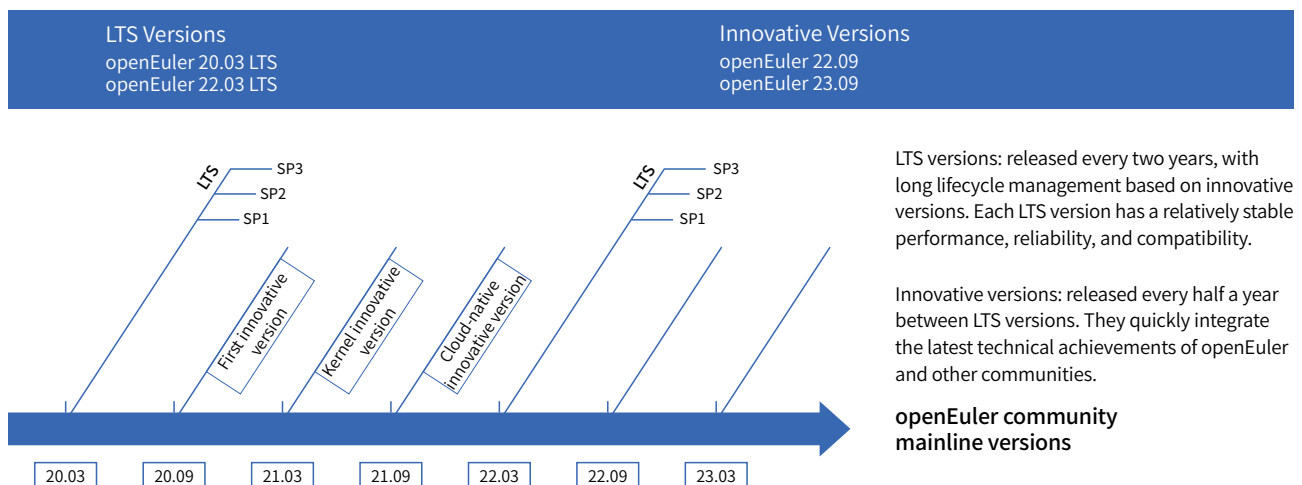 LTS Versions
openEuler 20.03 LTS
openEuler 22.03 LTS
Innovative Versions
openEuler 22.09
openEuler 23.09
LTS
SP3
SP2
SP1
LTS
SP3
SP2
SP1
First innovative
version
Kernel innovative
version
Cloud-native
innovative version
LTS versions: released every two years, with
long lifecycle management based on innovative
versions. Each LTS version has a relatively stable
performance, reliability, and compatibility.
Innovative versions: released every half a year
between LTS versions. They quickly integrate
the latest technical achievements of openEuler
and other communities.
openEuler community
mainline versions
20.03
20.09
21.03
21.09
22.03
22.09
23.03